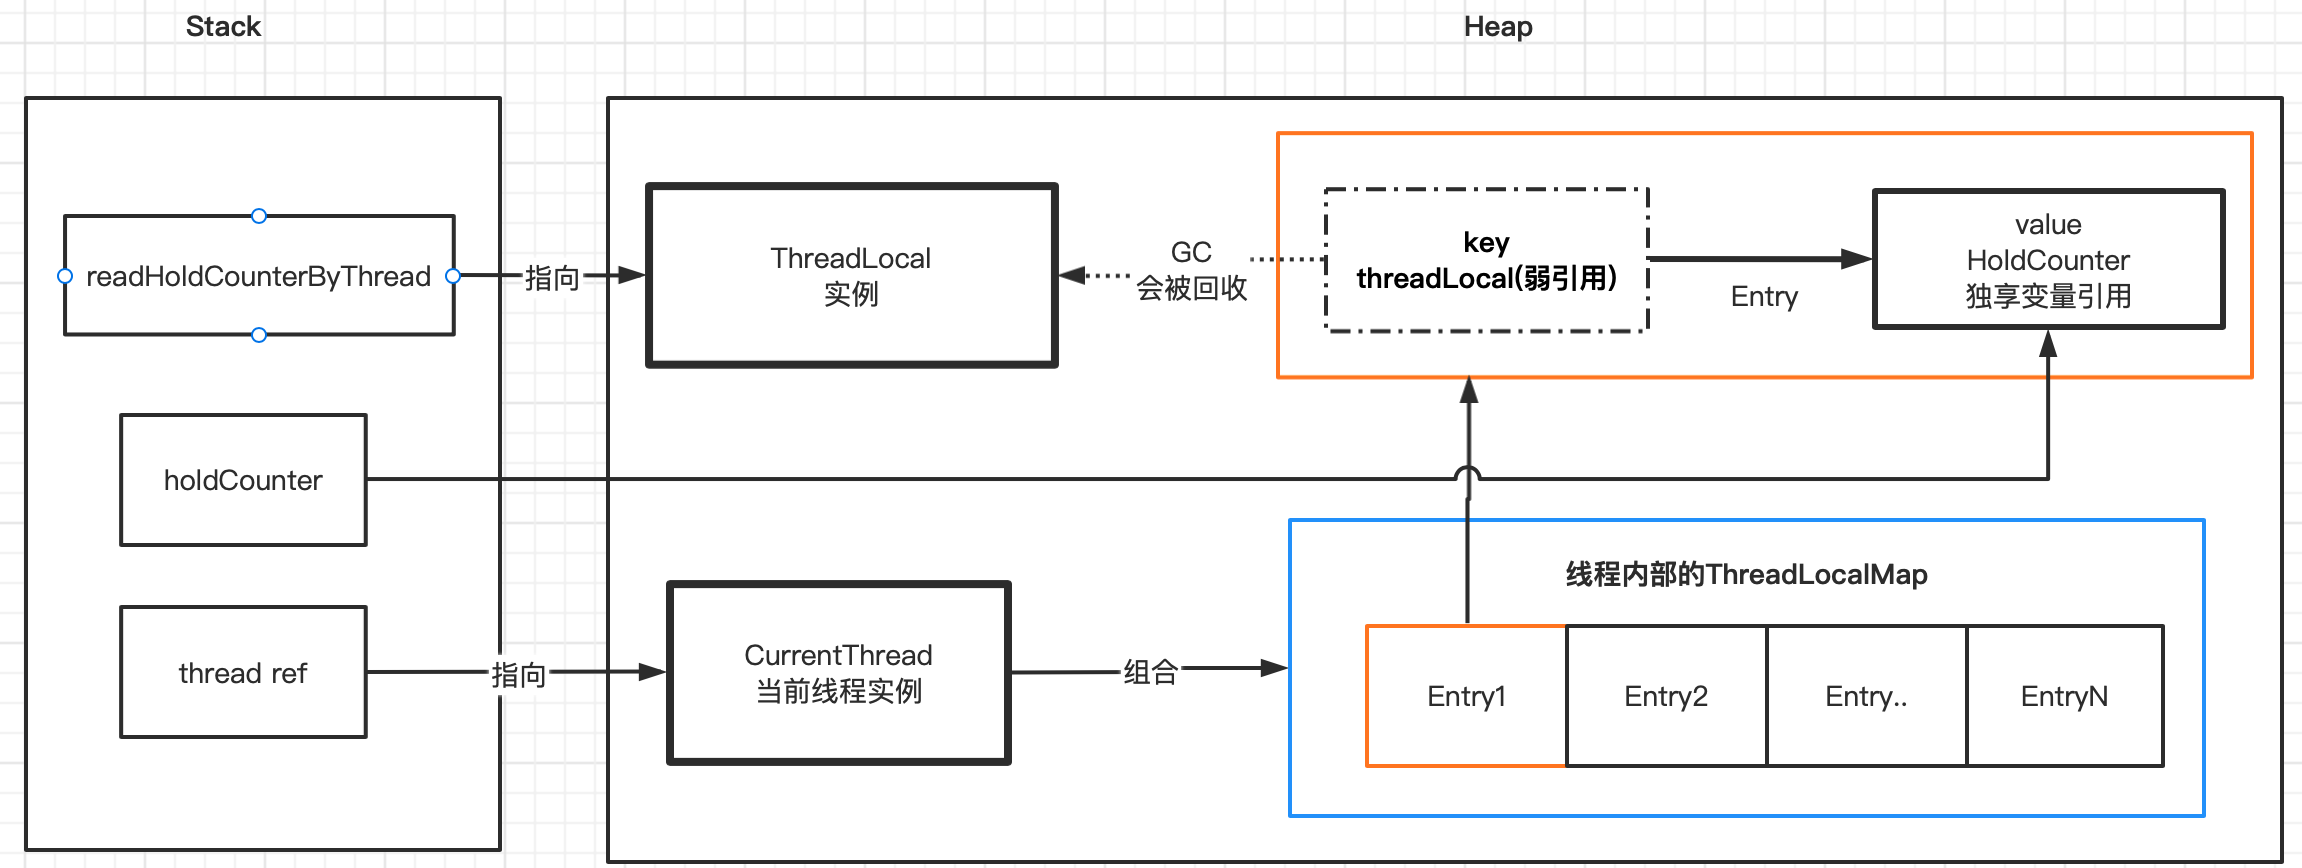 Stack
Heap
readHoldCounterByThread
指向
ThreadLocal
实例
GC
会被回收
key
threadLocal(弱引用)
Entry
value
HoldCounter
独享变量引用
holdCounter
thread ref
指向
CurrentThread
当前线程实例
组合
线程内部的ThreadLocalMap
Entry1
Entry2
Entry..
EntryN